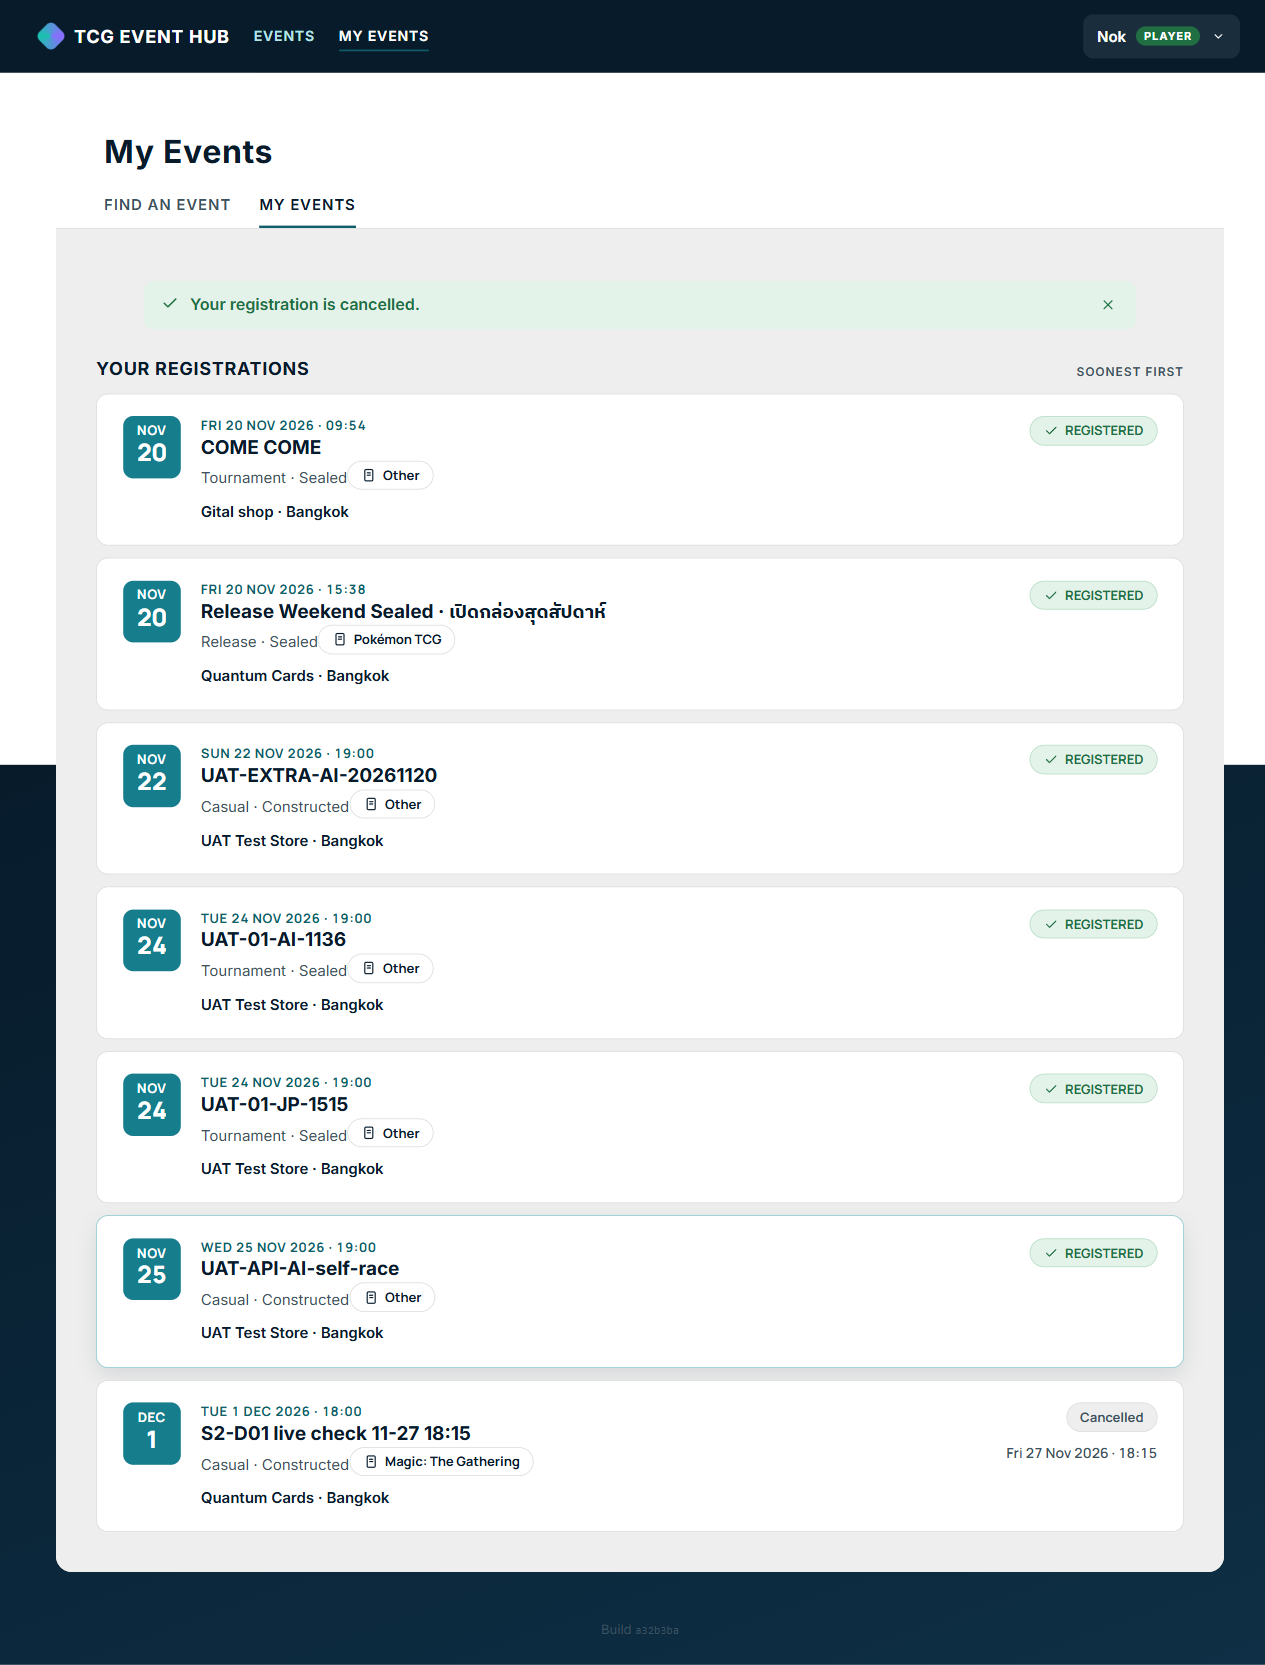 TCG EVENT HUB
EVENTS
MY EVENTS
Nok
PLAYER
My Events
FIND AN EVENT
MY EVENTS
Your registration is cancelled.
YOUR REGISTRATIONS
SOONEST FIRST
NOV
20
FRI 20 NOV 2026 · 09:54
COME COME
Tournament · Sealed
Other
Gital shop · Bangkok
REGISTERED
NOV
20
FRI 20 NOV 2026 · 15:38
Release Weekend Sealed · เปิดกล่องสุดสัปดาห์
Release · Sealed
Pokémon TCG
Quantum Cards · Bangkok
REGISTERED
NOV
22
SUN 22 NOV 2026 · 19:00
UAT-EXTRA-AI-20261120
Casual · Constructed
Other
UAT Test Store · Bangkok
REGISTERED
NOV
24
TUE 24 NOV 2026 · 19:00
UAT-01-AI-1136
Tournament · Sealed
Other
UAT Test Store · Bangkok
REGISTERED
NOV
24
TUE 24 NOV 2026 · 19:00
UAT-01-JP-1515
Tournament · Sealed
Other
UAT Test Store · Bangkok
REGISTERED
NOV
25
WED 25 NOV 2026 · 19:00
UAT-API-AI-self-race
Casual · Constructed
Other
UAT Test Store · Bangkok
REGISTERED
DEC
1
TUE 1 DEC 2026 · 18:00
S2-D01 live check 11-27 18:15
Casual · Constructed
Magic: The Gathering
Quantum Cards · Bangkok
Cancelled
Fri 27 Nov 2026 · 18:15
Build a32b3ba